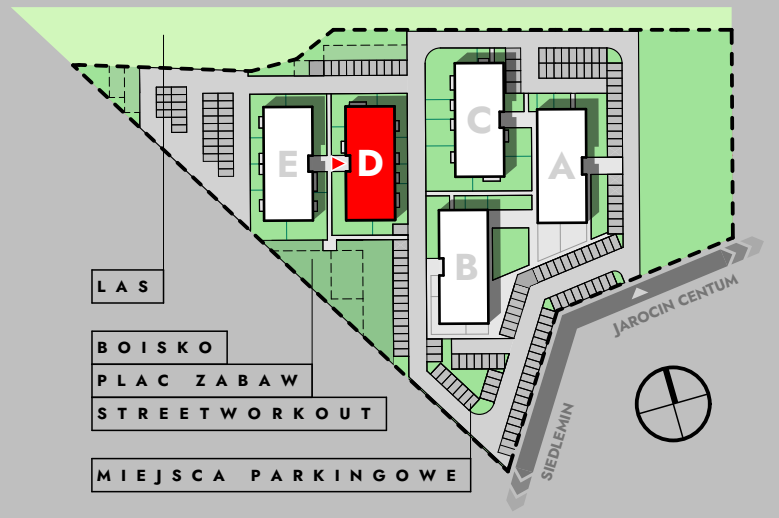 C
A
E
D
B
LAS
JAROCIN CENTUM
BOISKO
PLAC ZABAW
STREETWORKOUT
SIEDLEMIN
MIEJSCA PARKINGOWE